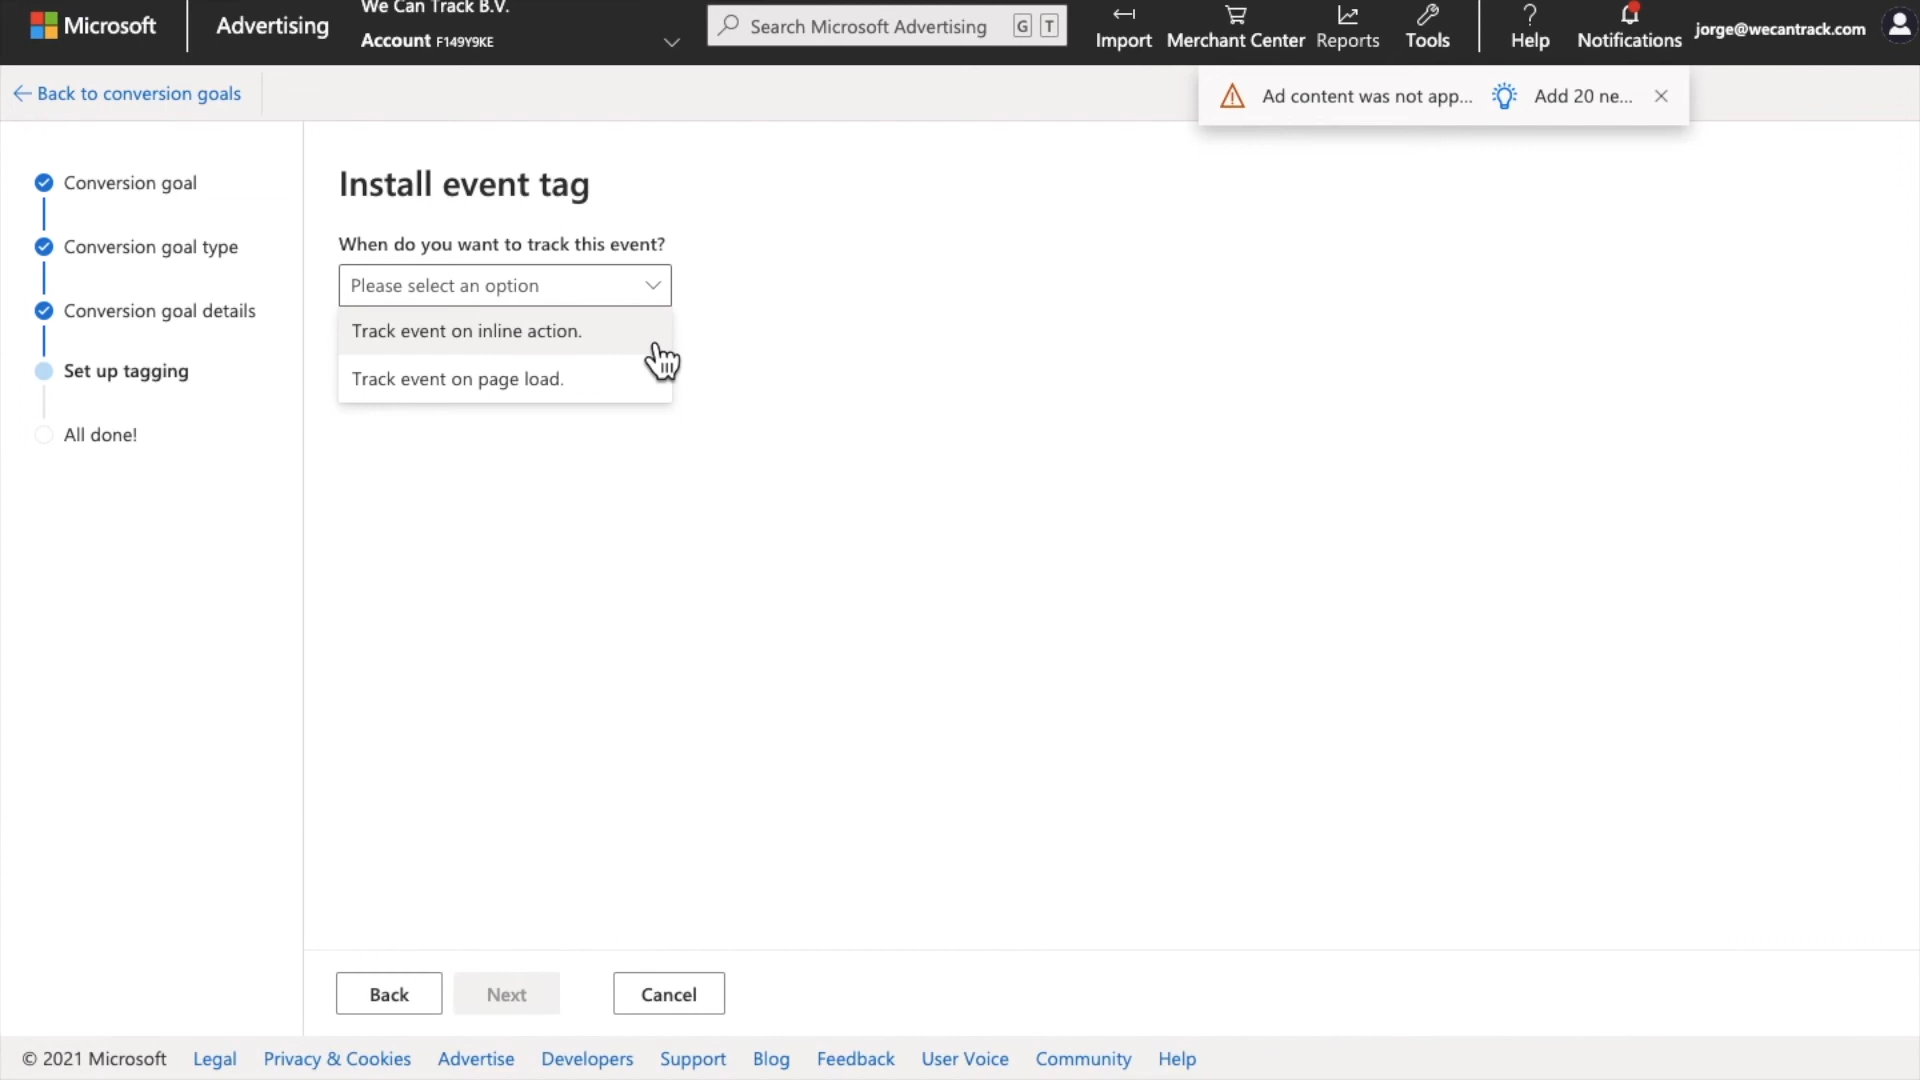 Microsoft
Advertising
We Can Track B.V.
Account F149Y9KE
Search Microsoft Advertising G T
Import
Merchant Center
Reports
Tools
Help
Notifications
jorge@wecantrack.com
Back to conversion goals
Ad content was not app...
Add 20 ne...
Conversion goal
Conversion goal type
Conversion goal details
Set up tagging
All done!
Install event tag
When do you want to track this event?
Please select an option
Track event on inline action.
Track event on page load.
Back
Next
Cancel
© 2021 Microsoft Legal Privacy & Cookies Advertise Developers Support Blog Feedback User Voice Community Help